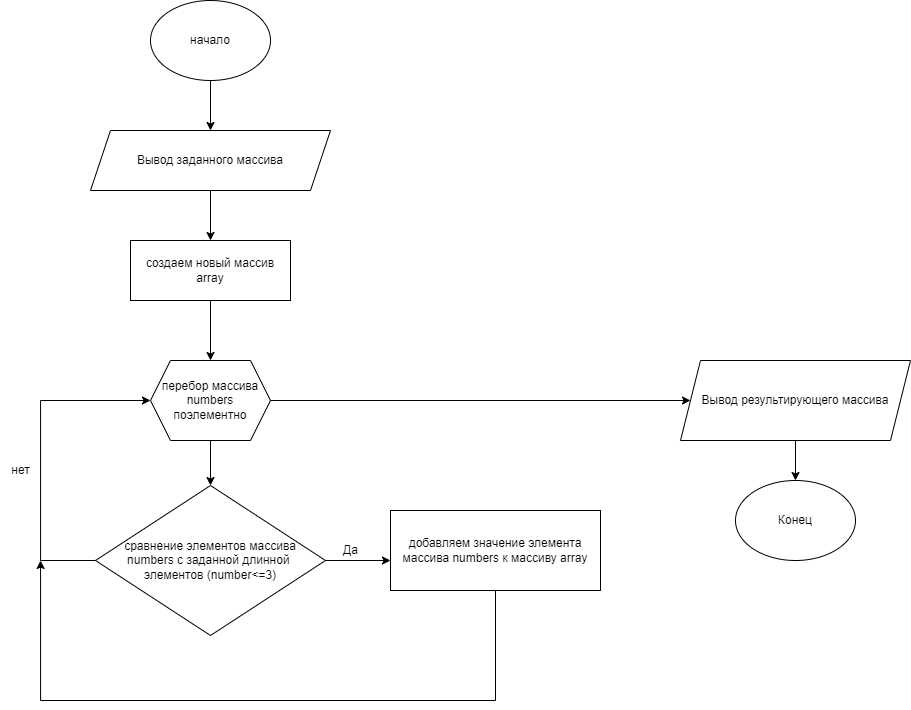 начало
Вывод заданного массива
создаем новый массив
array
перебор массива
numbers
поэлементно
Вывод результирующего массива
нет
Конец
сравнение элементов массива
numbers с заданной длинной
элементов (number<=3)
Да
добавляем значение элемента
массива numbers к массиву array